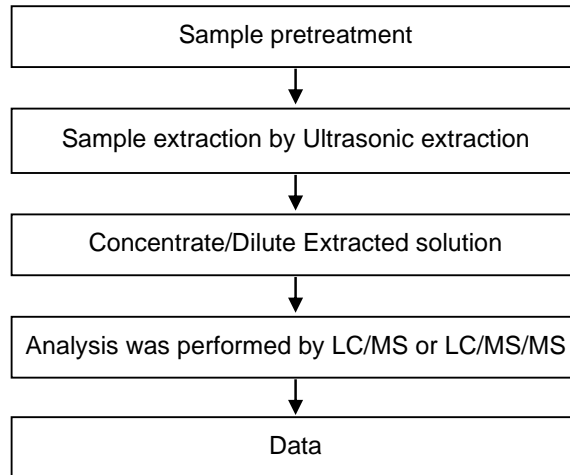 Sample pretreatment
Sample extraction by Ultrasonic extraction
Concentrate/Dilute Extracted solution
Analysis was performed by LC/MS or LC/MS/MS
Data